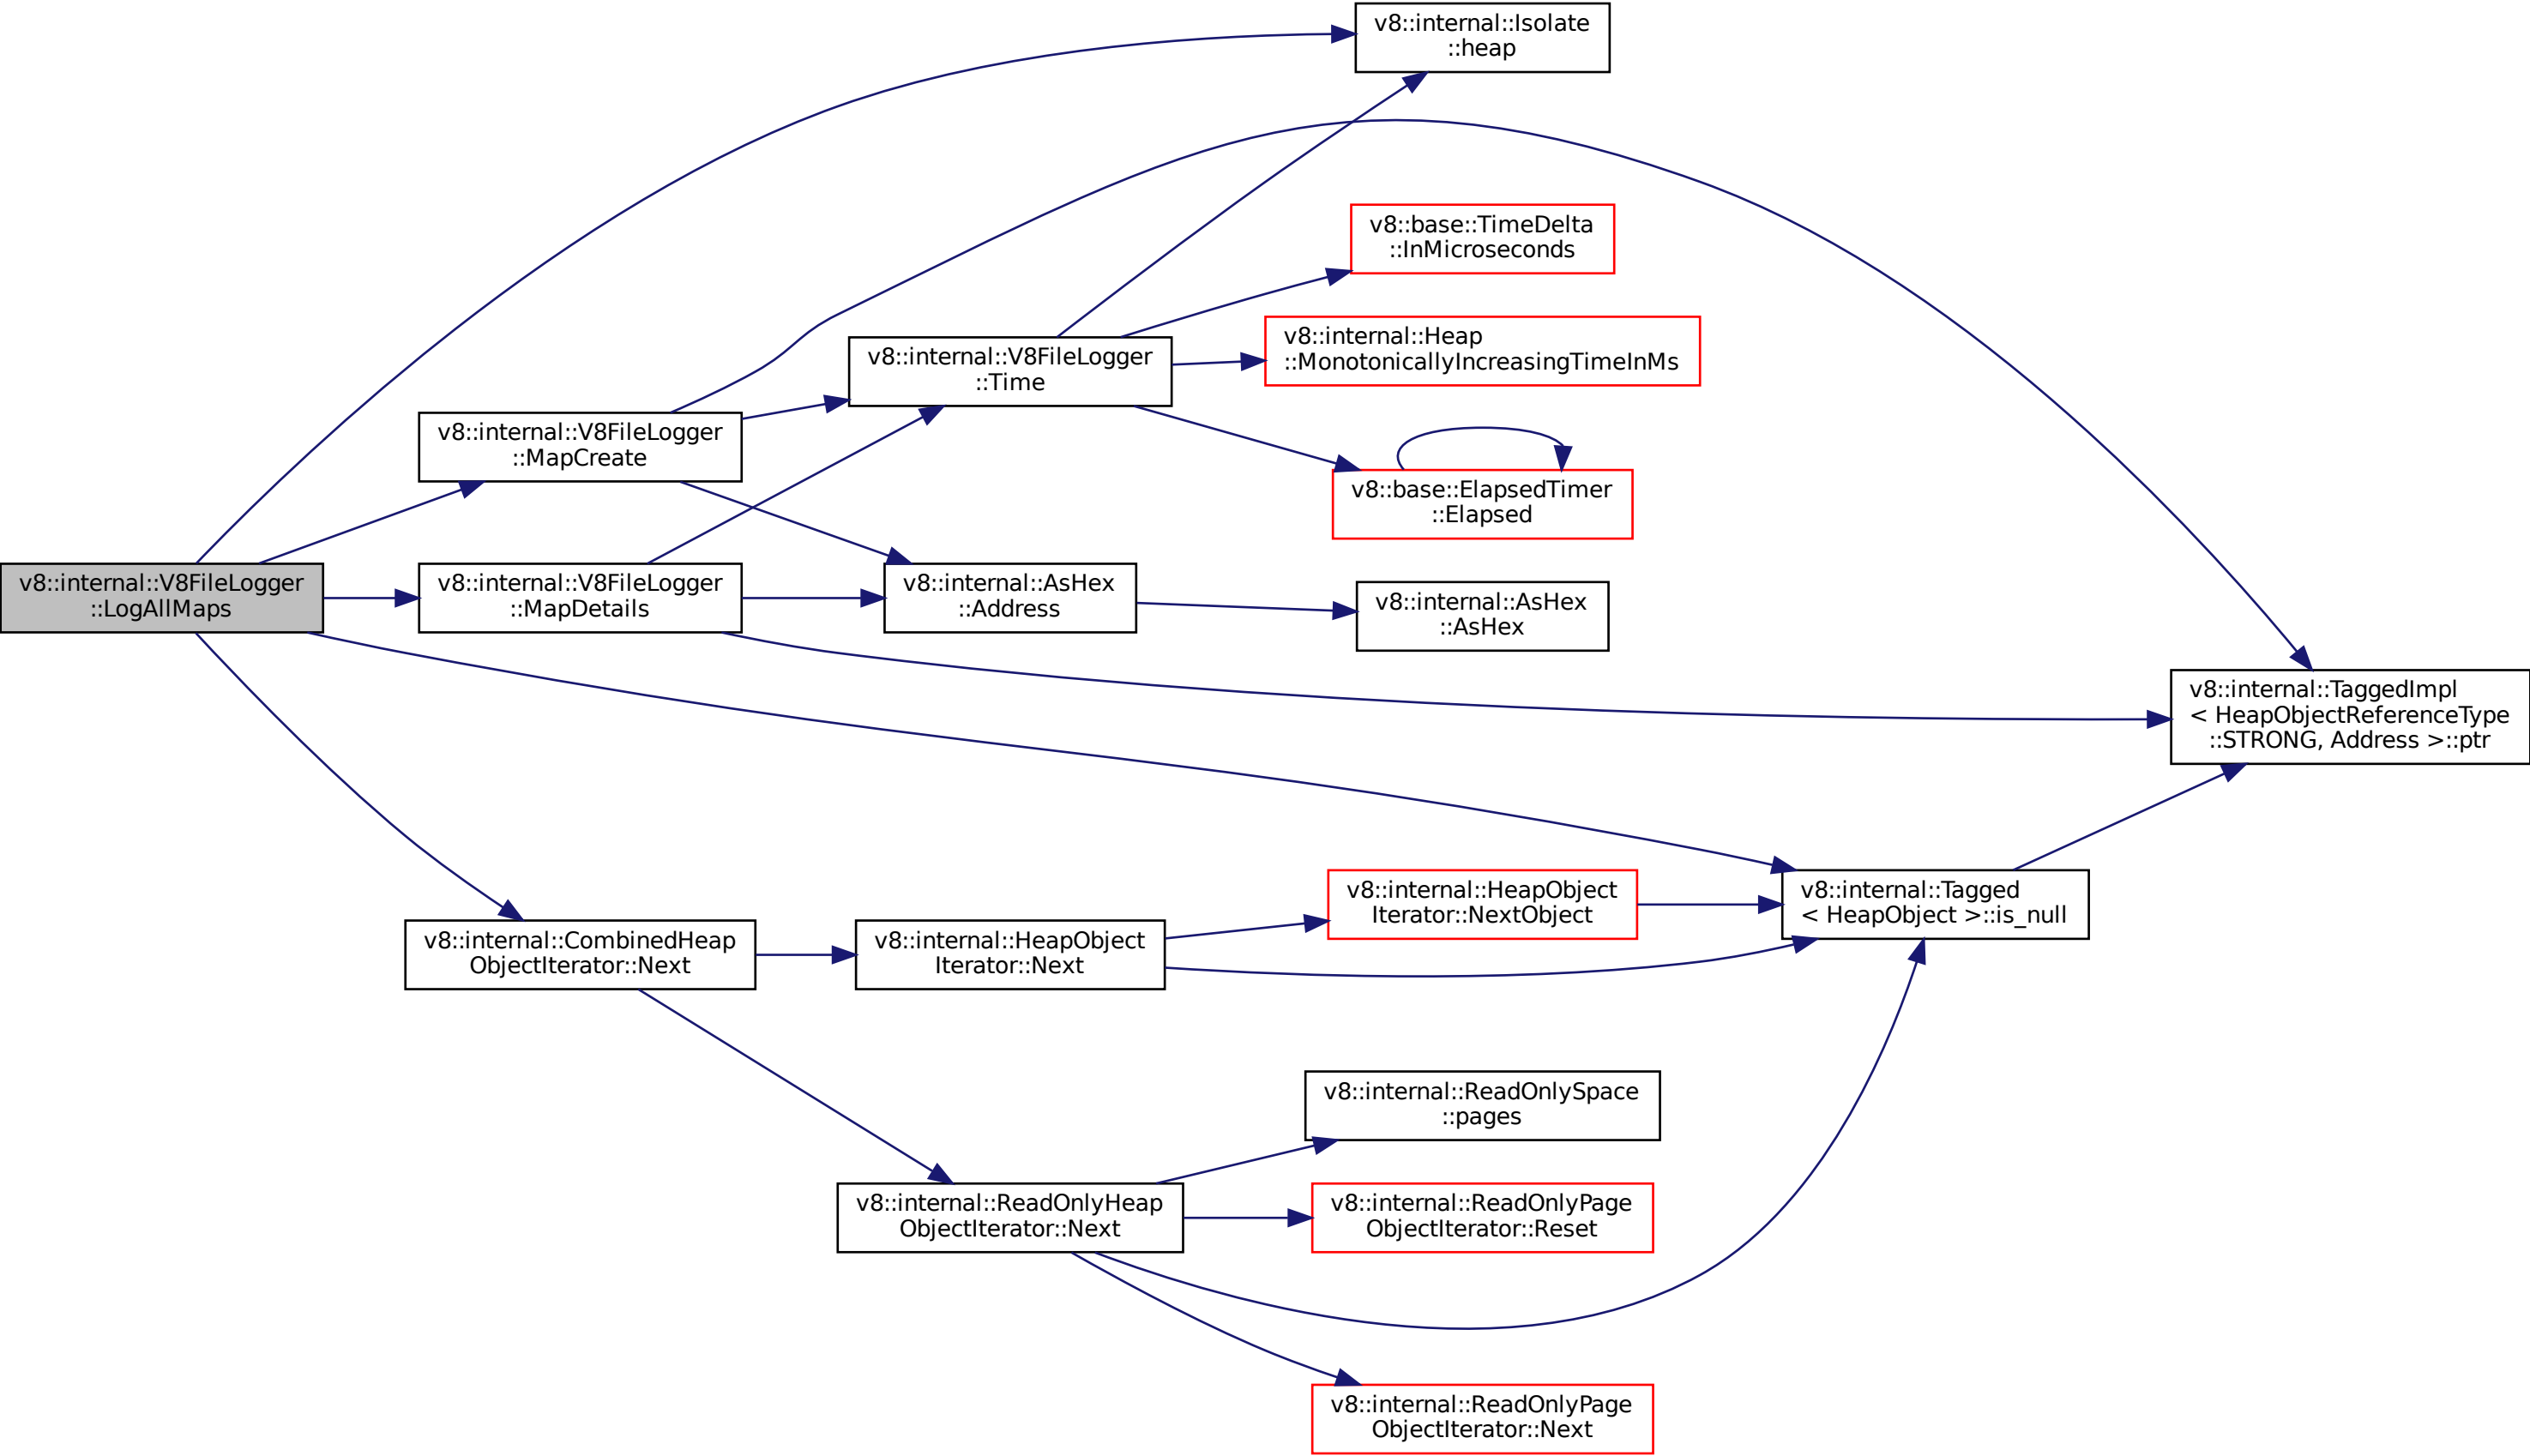 v8::internal::Isolate
::heap
v8::base::TimeDelta
::InMicroseconds
v8::internal::Heap
::MonotonicallyIncreasingTimeInMs
v8::internal::V8FileLogger
::Time
v8::internal::V8FileLogger
::MapCreate
v8::base::ElapsedTimer
::Elapsed
v8::internal::V8FileLogger
::LogAllMaps
v8::internal::V8FileLogger
::MapDetails
v8::internal::AsHex
::Address
v8::internal::AsHex
::AsHex
v8::internal::TaggedImpl
< HeapObjectReferenceType
::STRONG, Address >::ptr
v8::internal::HeapObject
Iterator::NextObject
v8::internal::Tagged
< HeapObject >::is_null
v8::internal::CombinedHeap
ObjectIterator::Next
v8::internal::HeapObject
Iterator::Next
v8::internal::ReadOnlySpace
::pages
v8::internal::ReadOnlyHeap
ObjectIterator::Next
v8::internal::ReadOnlyPage
ObjectIterator::Reset
v8::internal::ReadOnlyPage
ObjectIterator::Next